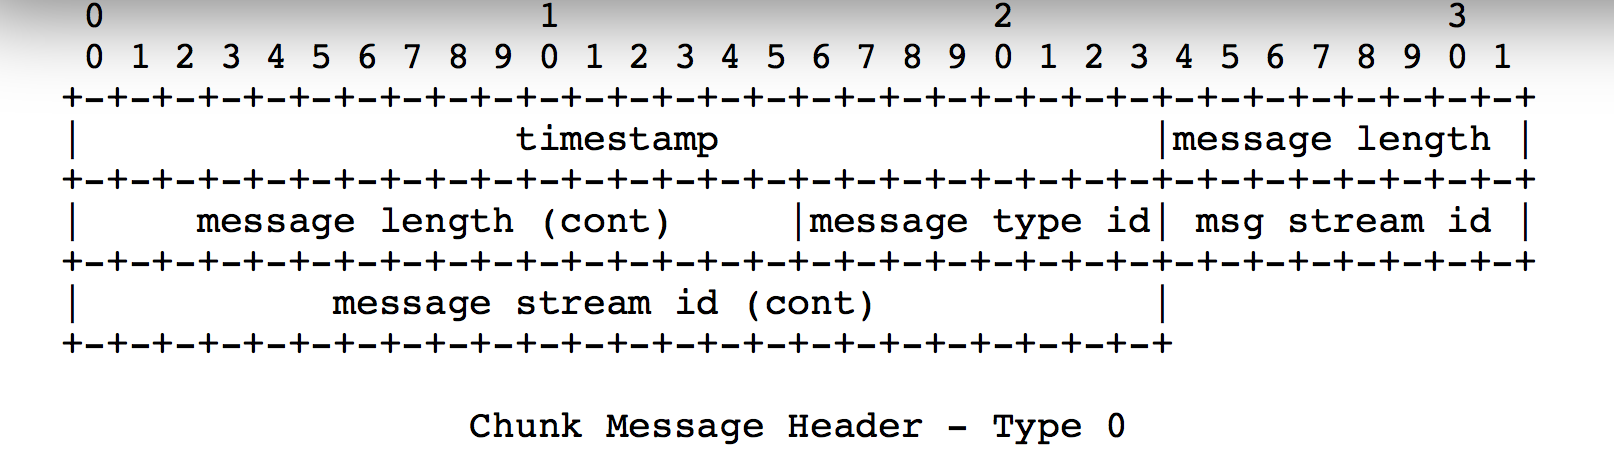 0                   1                   2                   3
0 1 2 3 4 5 6 7 8 9 0 1 2 3 4 5 6 7 8 9 0 1 2 3 4 5 6 7 8 9 0 1
+-+-+-+-+-+-+-+-+-+-+-+-+-+-+-+-+-+-+-+-+-+-+-+-+-+-+-+-+-+-+-+-+
|                   timestamp                   |message length |
+-+-+-+-+-+-+-+-+-+-+-+-+-+-+-+-+-+-+-+-+-+-+-+-+-+-+-+-+-+-+-+-+
|     message length (cont)     |message type id| msg stream id |
+-+-+-+-+-+-+-+-+-+-+-+-+-+-+-+-+-+-+-+-+-+-+-+-+-+-+-+-+-+-+-+-+
|           message stream id (cont)            |
+-+-+-+-+-+-+-+-+-+-+-+-+-+-+-+-+-+-+-+-+-+-+-+-+
Chunk Message Header - Type 0